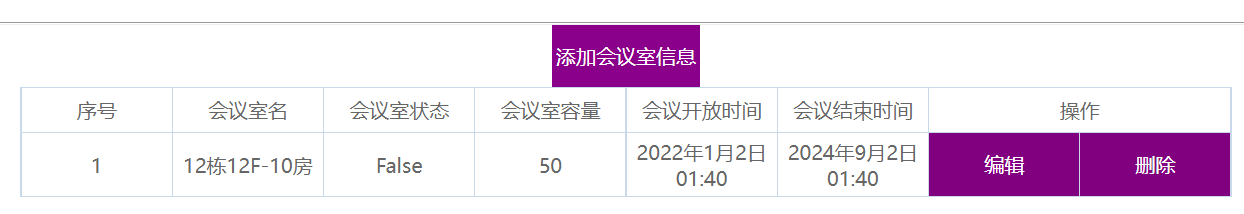 添加会议室信息
序号 会议室名 会议室状态 会议室容量 会议开放时间 会议结束时间 操作
1 12栋12F-10房 False 50 2022年1月2日 01:40 2024年9月2日 01:40 编辑 删除